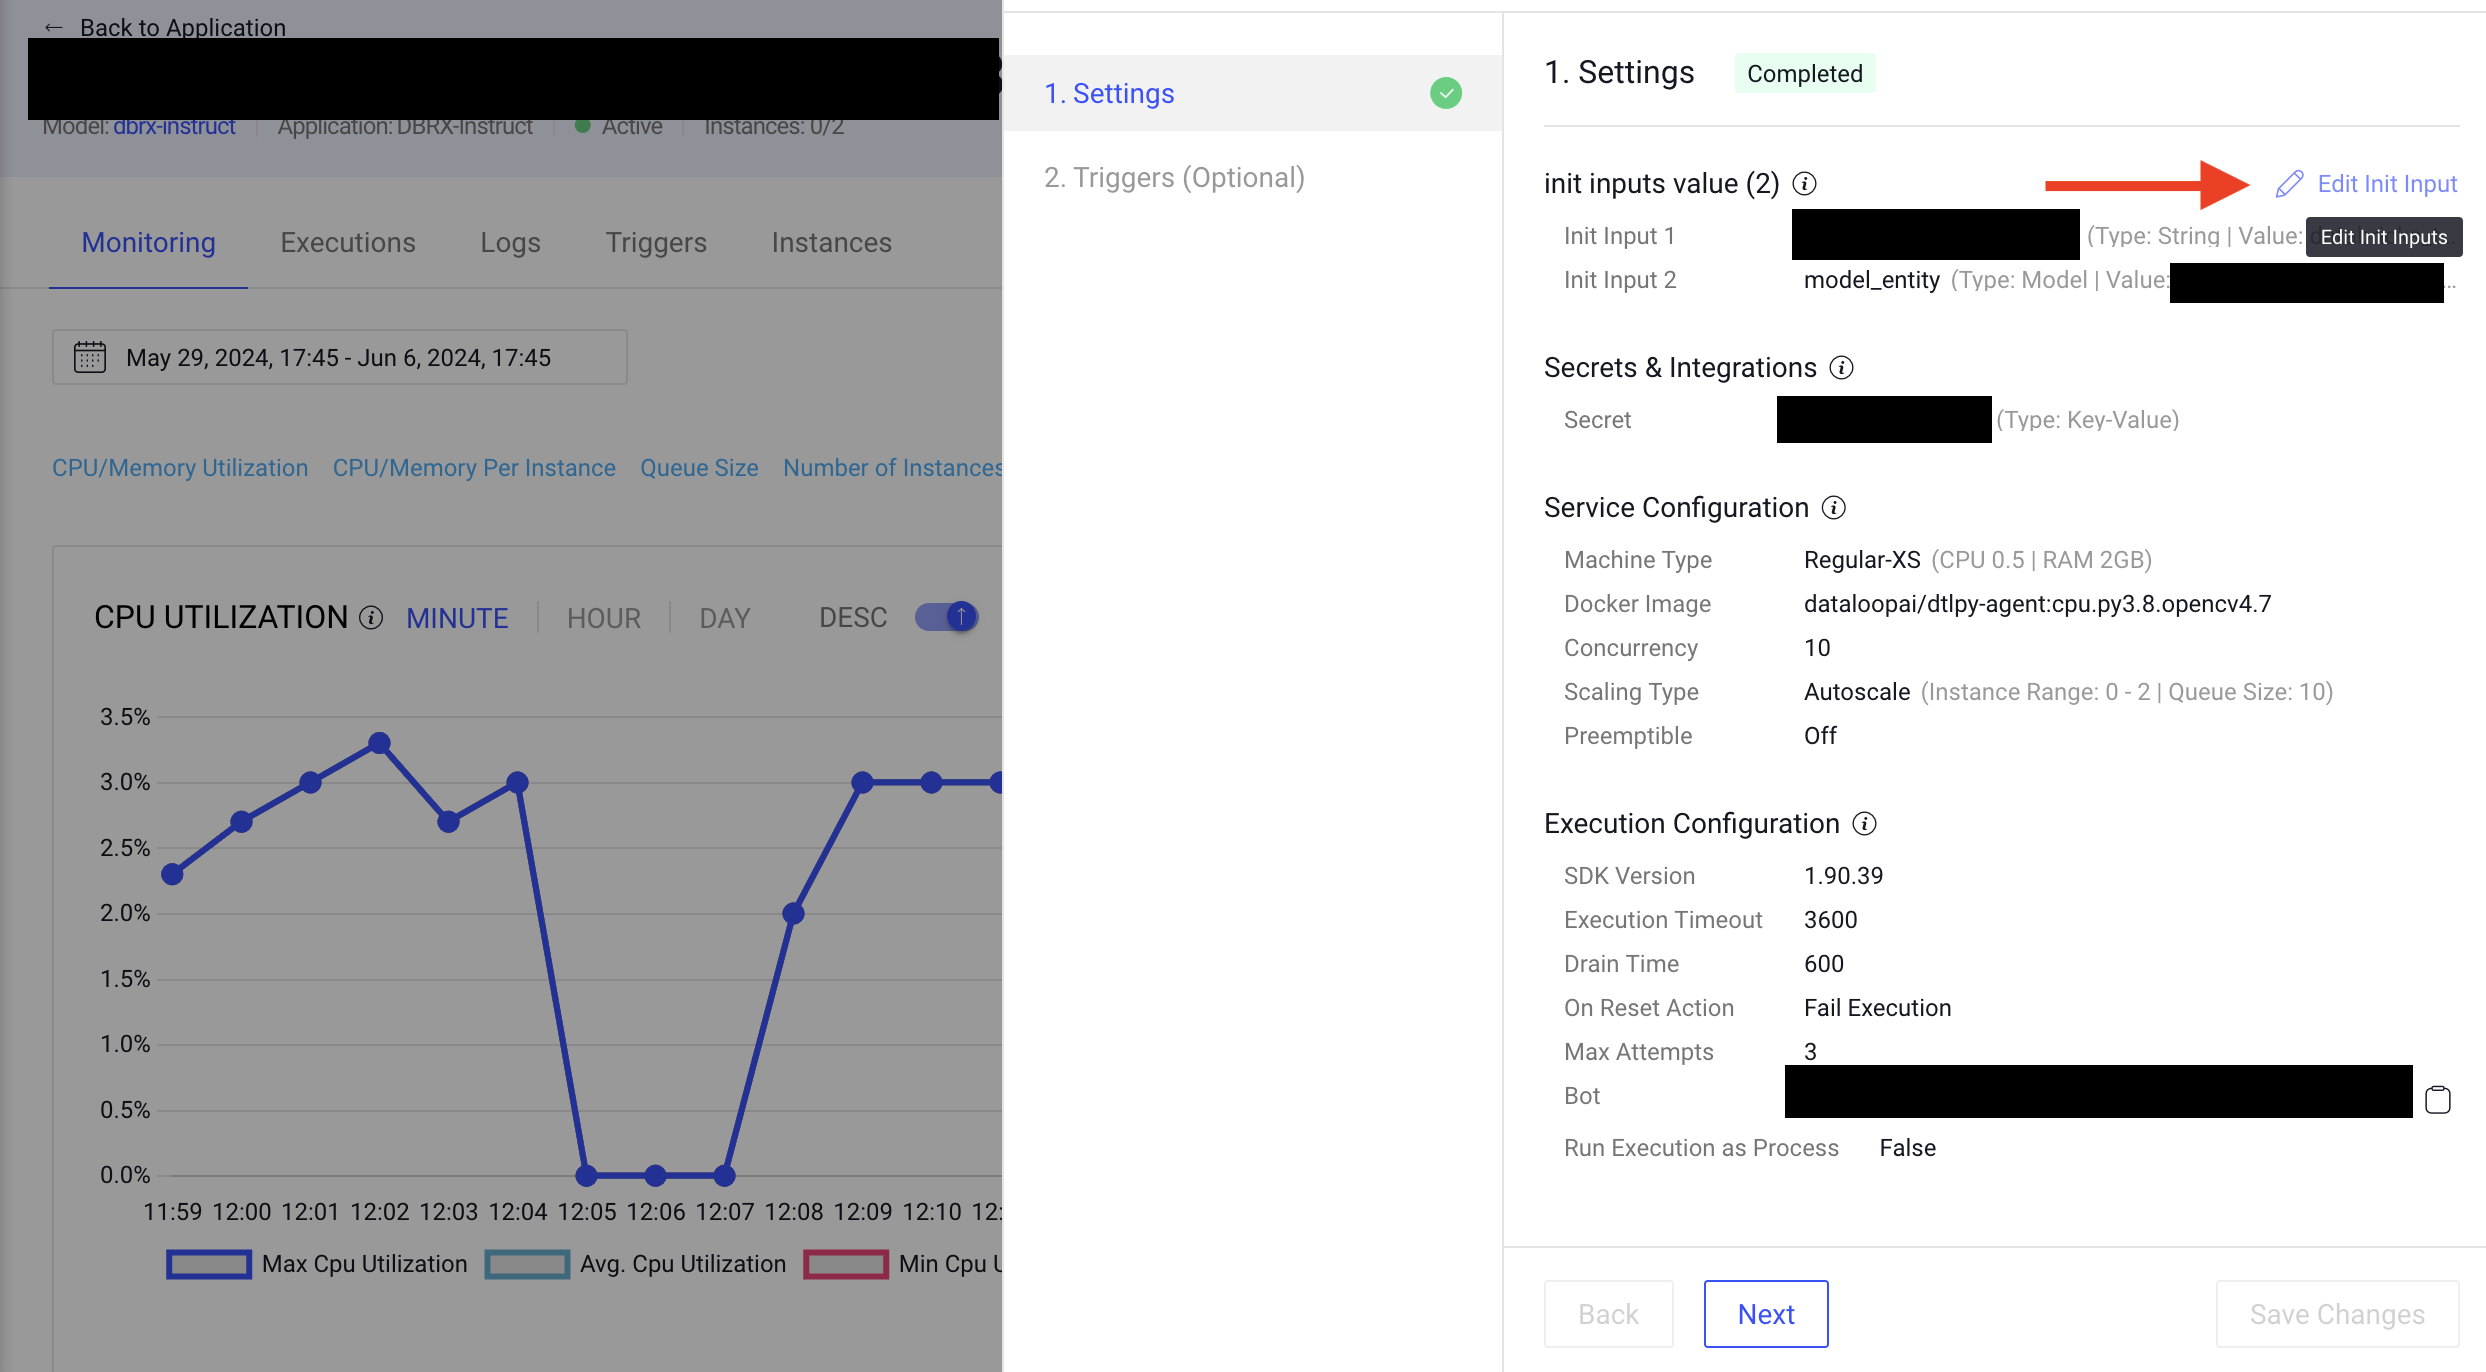 ← Back to Application
Model: dbrx-instruct Application: DBRX-Instruct Active Instances: 0/2
Monitoring Executions Logs Triggers Instances
May 29, 2024, 17:45 - Jun 6, 2024, 17:45
CPU/Memory Utilization CPU/Memory Per Instance Queue Size Number of Instances
CPU UTILIZATION MINUTE HOUR DAY DESC
3.5%
3.0%
2.5%
2.0%
1.5%
1.0%
0.5%
0.0%
11:59 12:00 12:01 12:02 12:03 12:04 12:05 12:06 12:07 12:08 12:09 12:10 12:
Max Cpu Utilization Avg. Cpu Utilization Min Cpu
1. Settings
2. Triggers (Optional)
1. Settings Completed
init inputs value (2) Edit Init Input
Init Input 1 (Type: String | Value:
Edit Init Inputs
Init Input 2 model_entity (Type: Model | Value: ...
Secrets & Integrations
Secret (Type: Key-Value)
Service Configuration
Machine Type Regular-XS (CPU 0.5 | RAM 2GB)
Docker Image dataloopai/dtlpy-agent:cpu.py3.8.opencv4.7
Concurrency 10
Scaling Type Autoscale (Instance Range: 0 - 2 | Queue Size: 10)
Preemptible Off
Execution Configuration
SDK Version 1.90.39
Execution Timeout 3600
Drain Time 600
On Reset Action Fail Execution
Max Attempts 3
Bot
Run Execution as Process False
Back Next Save Changes